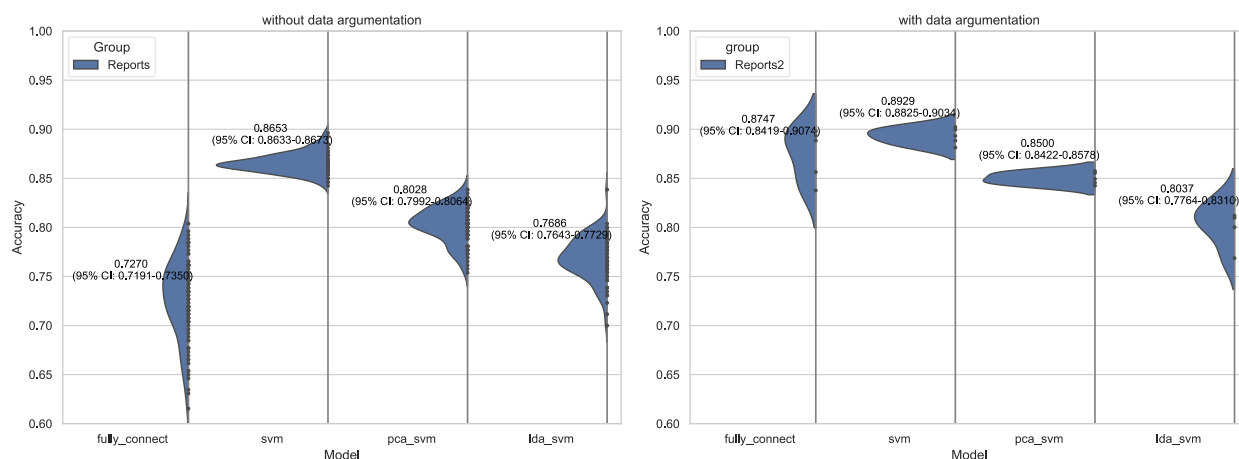 without data argumentation
1.00
0.95
0.90
0.85
0.80
0.75
0.70
0.65
0.60
Accuracy
Group
Reports
0.7270
(95% CI: 0.7191-0.7350)
0.8653
(95% CI: 0.8633-0.8673)
0.8028
(95% CI: 0.7992-0.8064)
0.7686
(95% CI: 0.7643-0.7729)
fully_connect
svm
pca_svm
lda_svm
Model
with data argumentation
1.00
0.95
0.90
0.85
0.80
0.75
0.70
0.65
0.60
Accuracy
group
Reports2
0.8747
(95% CI: 0.8419-0.9074)
0.8929
(95% CI: 0.8825-0.9034)
0.8500
(95% CI: 0.8422-0.8578)
0.8037
(95% CI: 0.7764-0.8310)
fully_connect
svm
pca_svm
lda_svm
Model